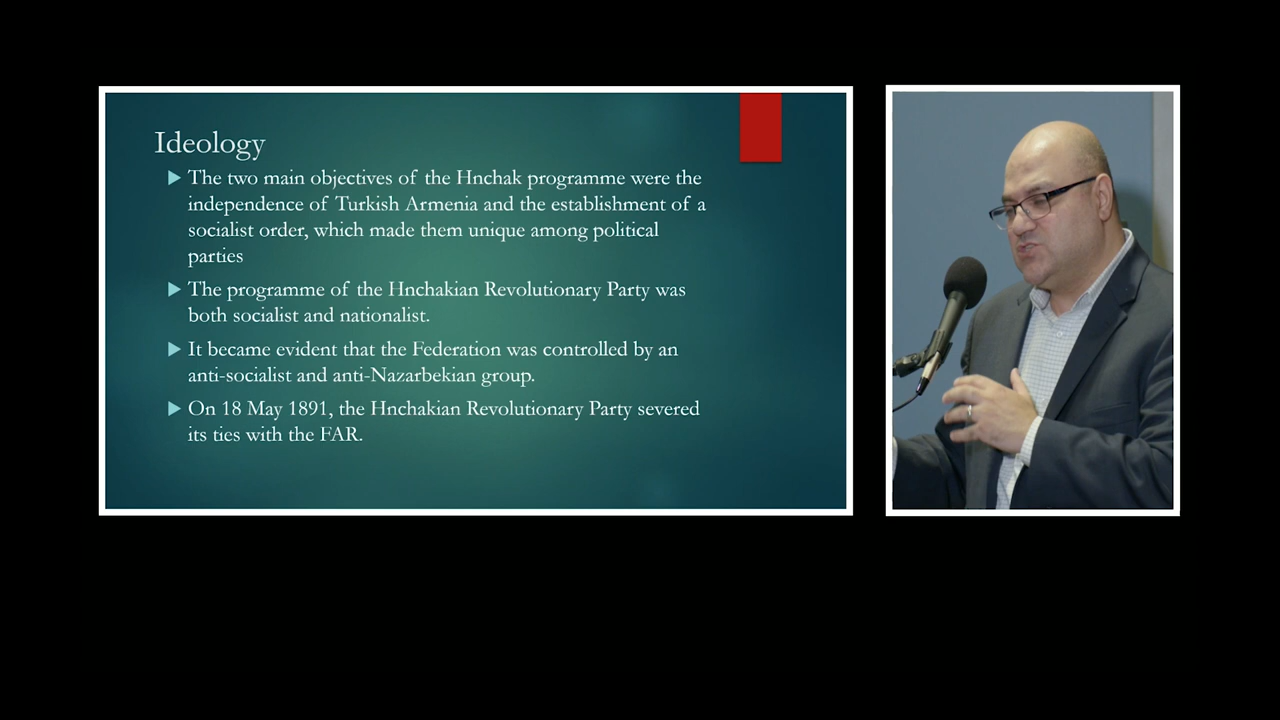 Ideology
The two main objectives of the Hnchak programme were the
independence of Turkish Armenia and the establishment of a
socialist order, which made them unique among political
parties
The programme of the Hnchakian Revolutionary Party was
both socialist and nationalist.
It became evident that the Federation was controlled by an
anti-socialist and anti-Nazarbekian group.
On 18 May 1891, the Hnchakian Revolutionary Party severed
its ties with the FAR.